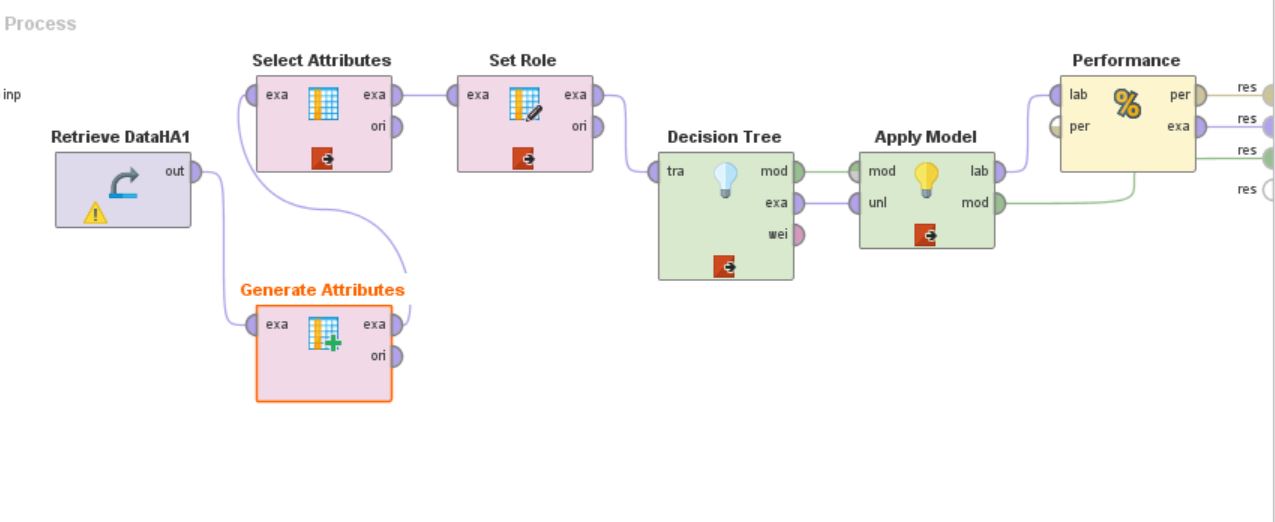 Process
Select Attributes
Set Role
Performance
inp
exa exa
ori
exa exa
ori
lab per
per exa
res
res
res
res
Retrieve DataHA1
out
Decision Tree
tra mod
exa
wei
Apply Model
mod lab
unl mod
Generate Attributes
exa exa
ori
%